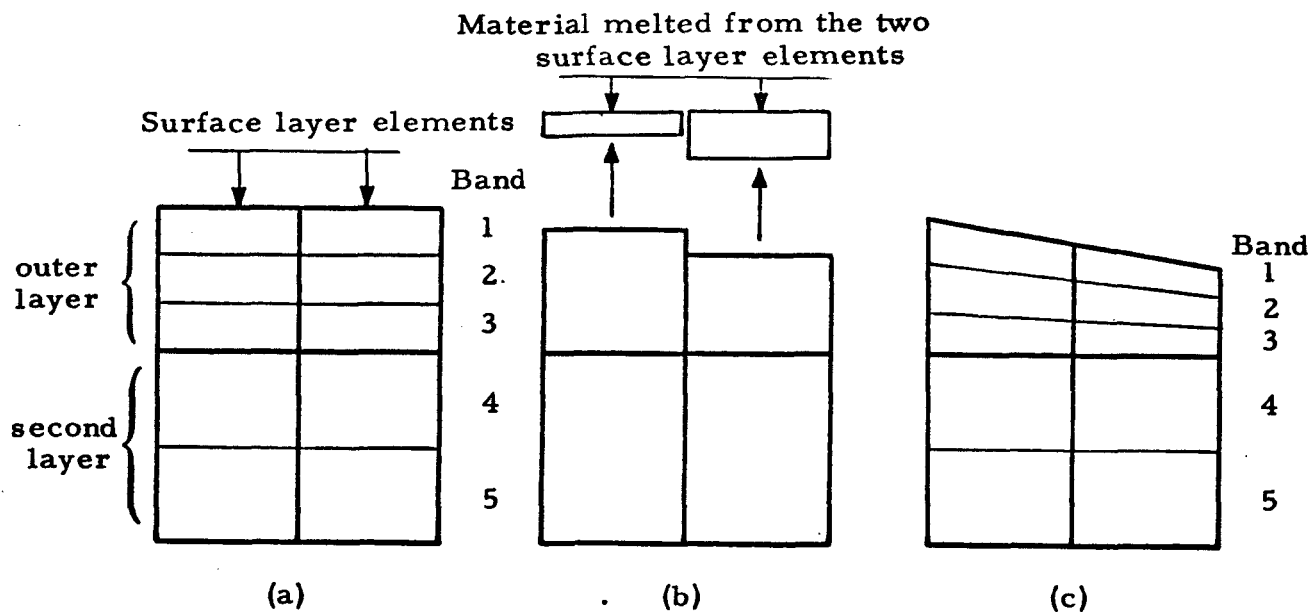 Material melted from the two
surface layer elements
Surface layer elements
Band
1
2.
3
4
5
outer
layer
second
layer
Band
1
2
3
4
5
(a)
(b)
(c)